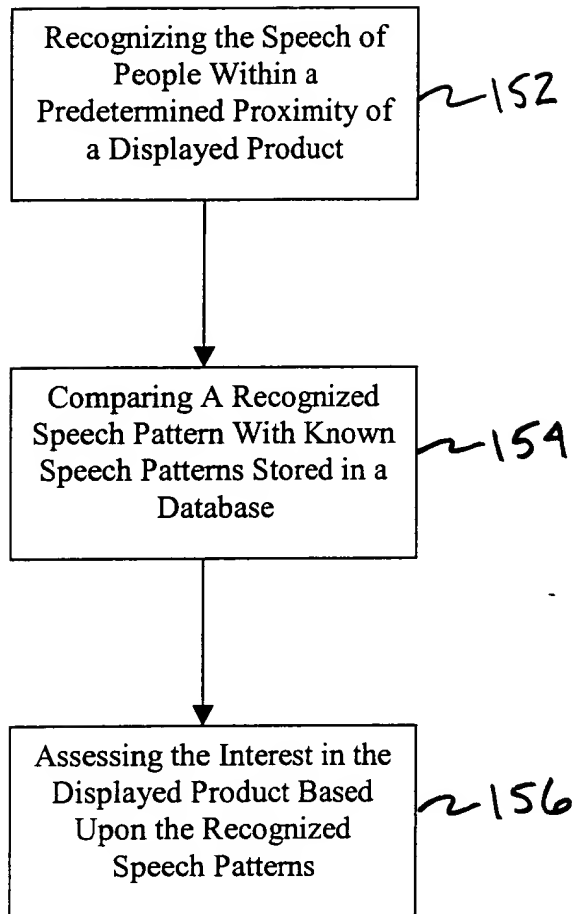 Recognizing the Speech of
People Within a
Predetermined Proximity of
a Displayed Product
152
Comparing A Recognized
Speech Pattern With Known
Speech Patterns Stored in a
Database
154
Assessing the Interest in the
Displayed Product Based
Upon the Recognized
Speech Patterns
156